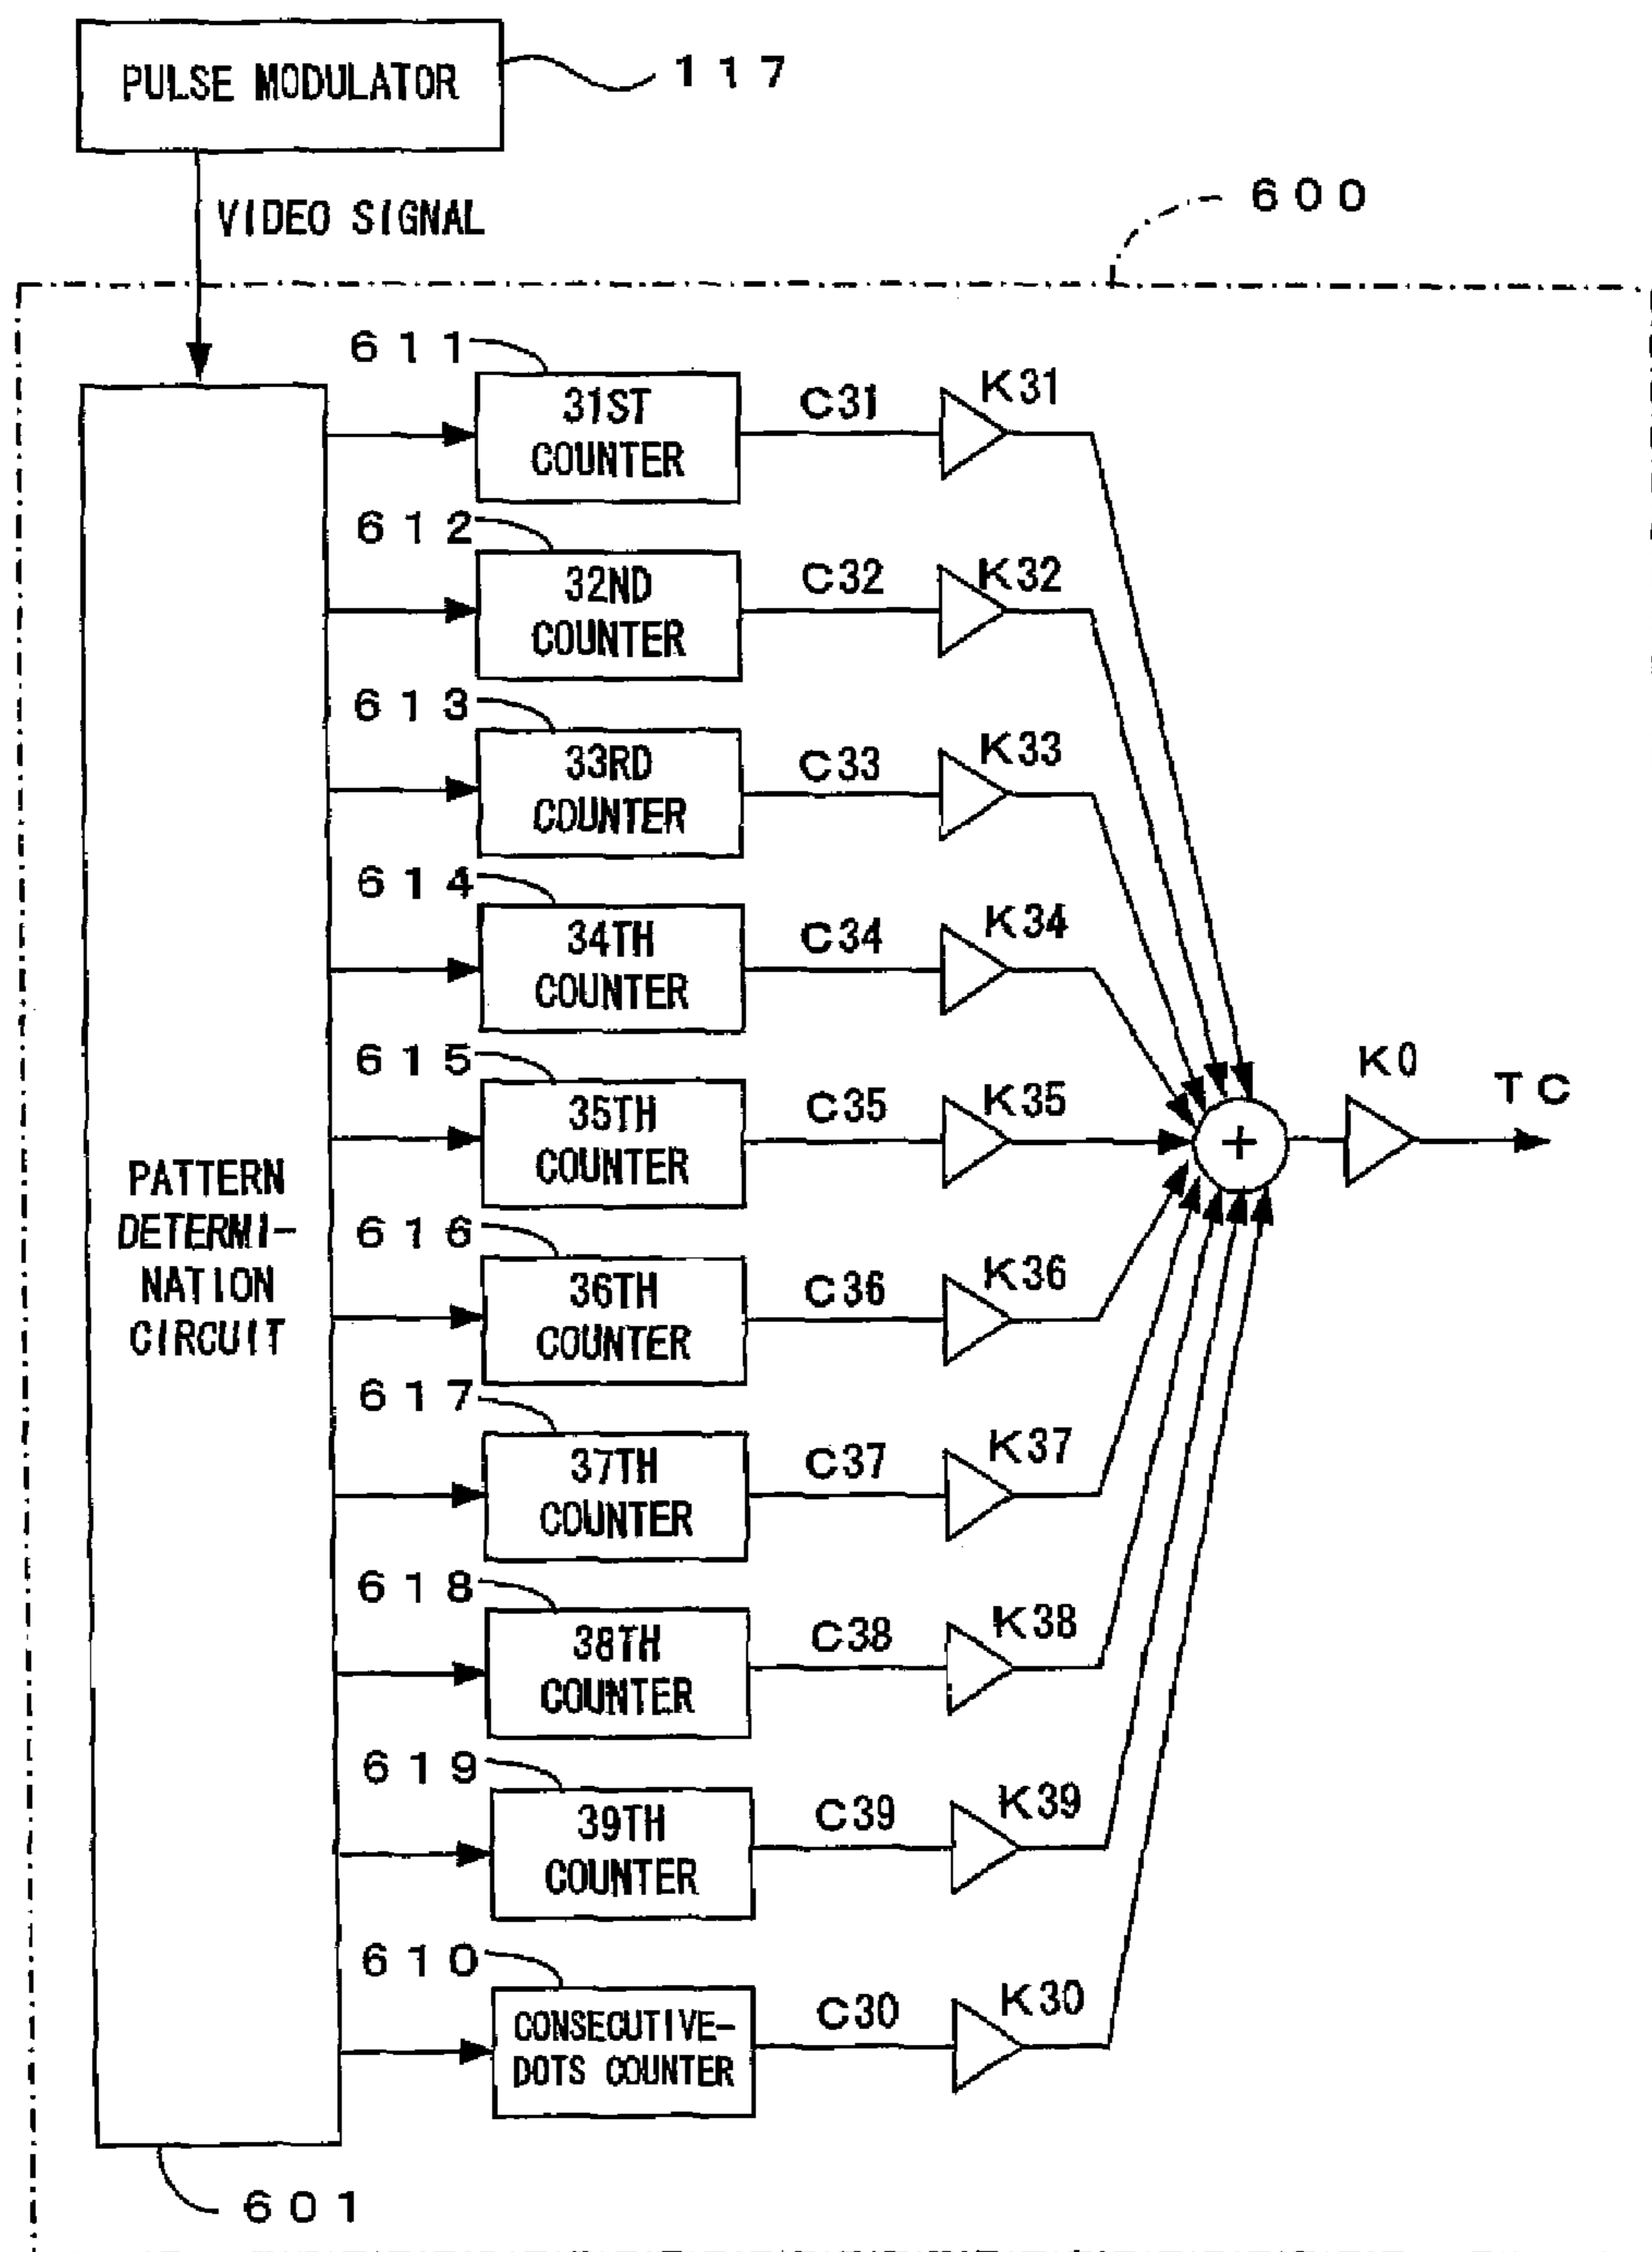 PULSE MODULATOR
117
VIDEO SIGNAL
600
611
31ST
COUNTER
C31
K31
612
32ND
COUNTER
C32
K32
613
33RD
COUNTER
C33
K33
614
34TH
COUNTER
C34
K34
615
35TH
COUNTER
C35
K35
K0
TC
+
PATTERN
DETERMI-
NATION
CIRCUIT
616
36TH
COUNTER
C36
K36
617
37TH
COUNTER
C37
K37
618
38TH
COUNTER
C38
K38
619
39TH
COUNTER
C39
K39
610
CONSECUTIVE-
DOTS COUNTER
C30
K30
601